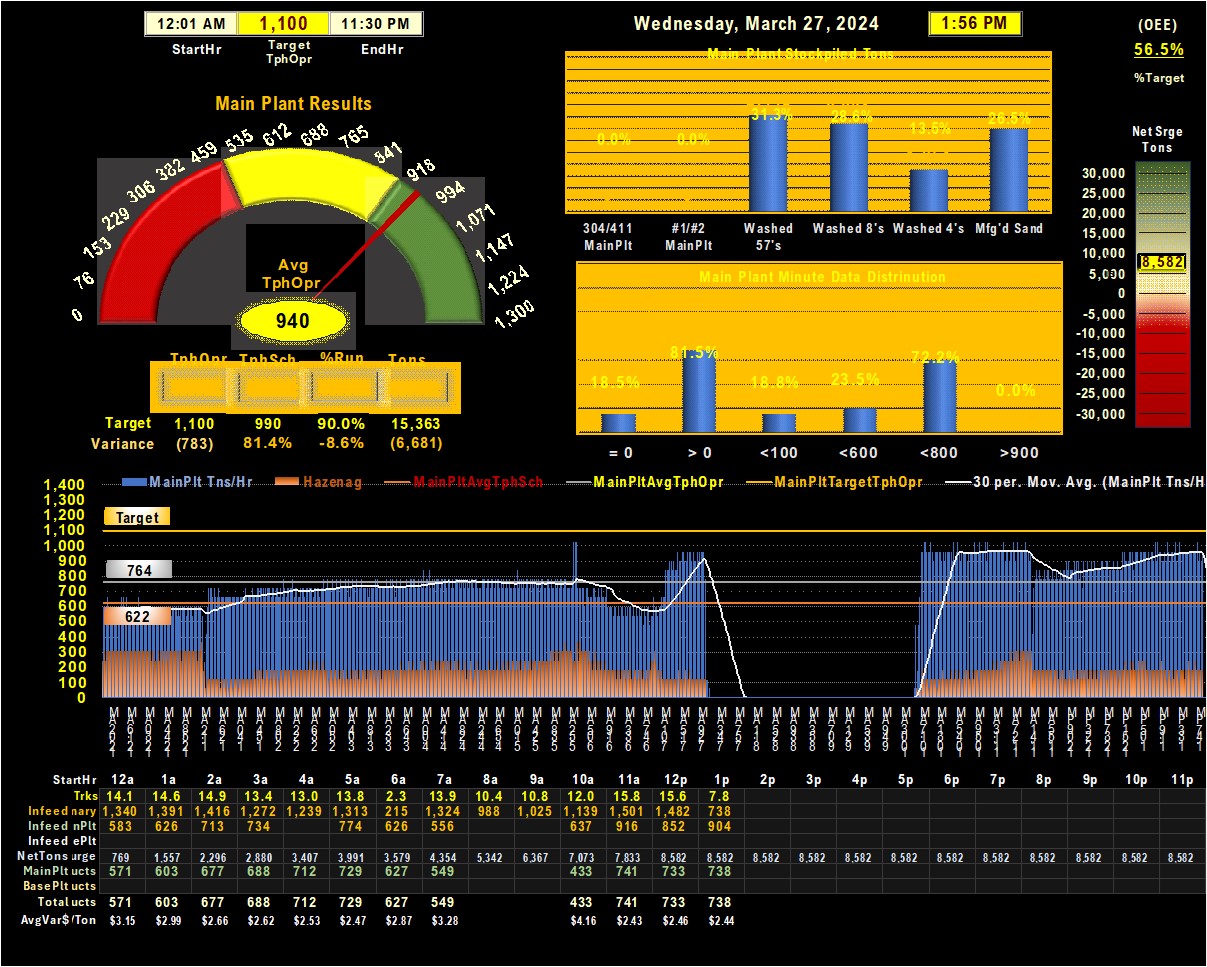 12:01 AM 1,100 11:30 PM
StartHr Target TphOpr EndHr
Wednesday, March 27, 2024 1:56 PM
(OEE)
56.5%
%Target
Main Plant Results
0 76 153 229 306 382 459 535 612 688 765 841 918 994 1,071 1,147 1,224 1,300
Avg
TphOpr
940
TphOpr TphSch %Run Tons
Target 1,100 990 90.0% 15,363
Variance (783) 81.4% -8.6% (6,681)
Main Plant Stockpiled Tons
0.0% 0.0% 31.3% 28.6% 13.5% 26.5%
304/411 MainPlt #1/#2 MainPlt Washed 57's Washed 8's Washed 4's Mfg'd Sand
Main Plant Minute Data Distrinution
18.5% 81.5% 18.8% 23.5% 72.2% 0.0%
= 0 > 0 <100 <600 <800 >900
Net Srge
Tons
30,000
25,000
20,000
15,000
10,000
8,582
5,000
0
-5,000
-10,000
-15,000
-20,000
-25,000
-30,000
MainPlt Tns/Hr Hazenag MainPltAvgTphSch MainPltAvgTphOpr MainPltTargetTphOpr 30 per. Mov. Avg. (MainPlt Tns/H
1,400
1,300
1,200
1,100
1,000
900
800
700
600
500
400
300
200
100
0
Target
764
622
StartHr 12a 1a 2a 3a 4a 5a 6a 7a 8a 9a 10a 11a 12p 1p 2p 3p 4p 5p 6p 7p 8p 9p 10p 11p
Trks 14.1 14.6 14.9 13.4 13.0 13.8 2.3 13.9 10.4 10.8 12.0 15.8 15.6 7.8
Infeed nary 1,340 1,391 1,416 1,272 1,239 1,313 215 1,324 988 1,025 1,139 1,501 1,482 738
Infeed nPlt 583 626 713 734 774 626 556 637 916 852 904
Infeed ePlt
NetTons urge 769 1,557 2,296 2,880 3,407 3,991 3,579 4,354 5,342 6,367 7,073 7,833 8,582 8,582 8,582 8,582 8,582 8,582 8,582 8,582 8,582 8,582 8,582 8,582
MainPlt ucts 571 603 677 688 712 729 627 549 433 741 733 738
BasePlt ucts
Total ucts 571 603 677 688 712 729 627 549 433 741 733 738
AvgVar$/Ton $3.15 $2.99 $2.66 $2.62 $2.53 $2.47 $2.87 $3.28 $4.16 $2.43 $2.46 $2.44